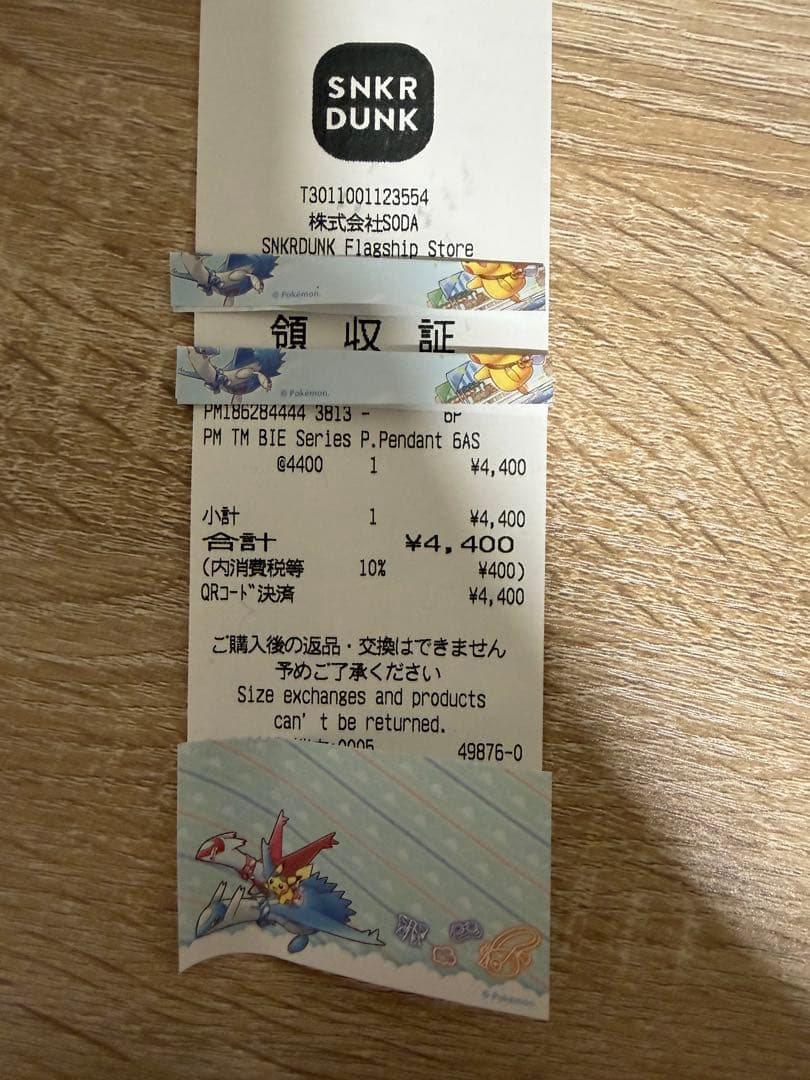 SNKR
DUNK
T3011001123554
株式会社SODA
SNKRDUNK Flagship Store
© Pokémon.
領 収 証
© Pokémon.
PM186284444 3813 - 6P
PM TM BIE Series P.Pendant 6AS
@4400 1 ¥4,400
小計 1 ¥4,400
合計 ¥4,400
(内消費税等 10% ¥400)
QRｺｰﾄﾞ決済 ¥4,400
ご購入後の返品・交換はできません
予めご了承ください
Size exchanges and products
can't be returned.
0005 49876-0
© Pokémon.